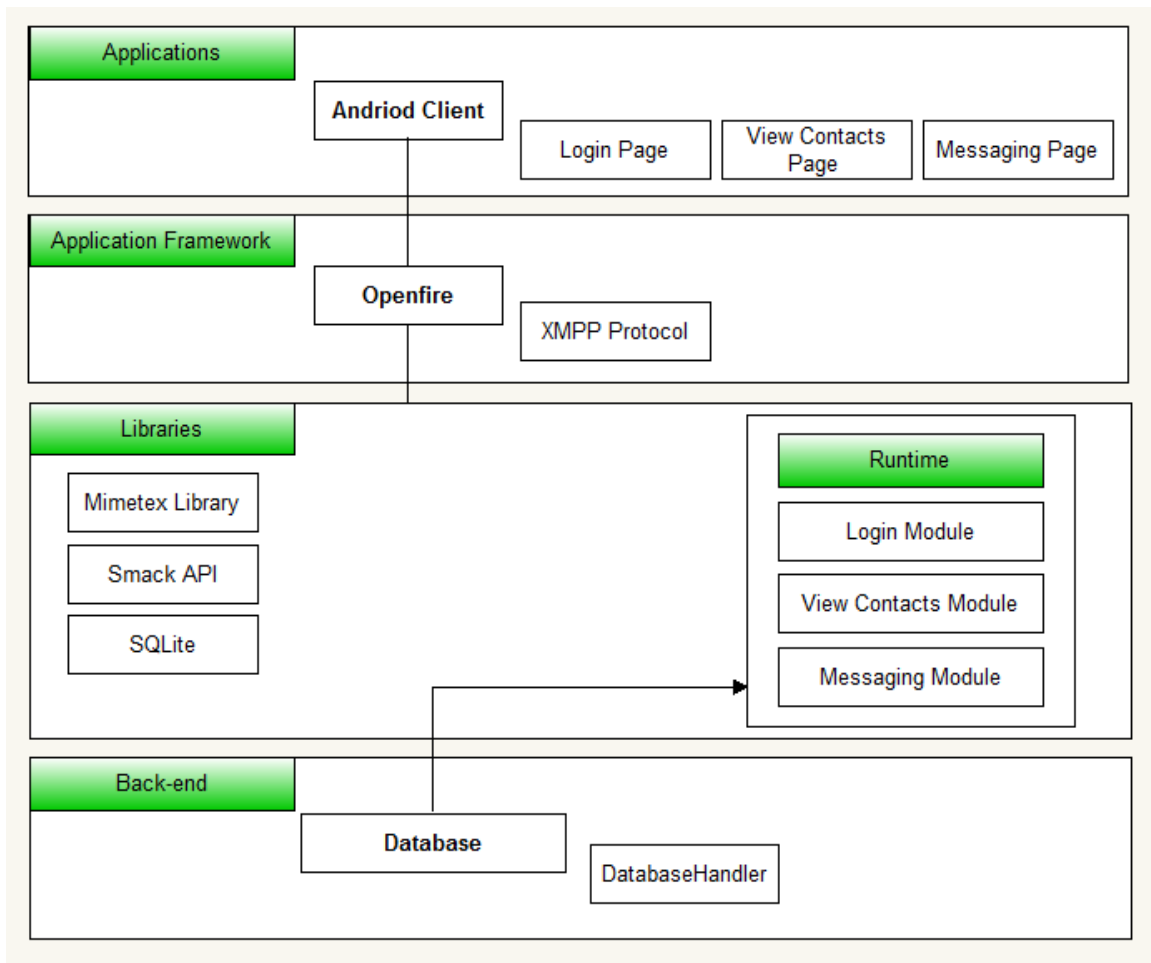 Applications
Andriod Client
Login Page
View Contacts
Page
Messaging Page
Application Framework
Openfire
XMPP Protocol
Libraries
Mimetex Library
Smack API
SQLite
Runtime
Login Module
View Contacts Module
Messaging Module
Back-end
Database
DatabaseHandler